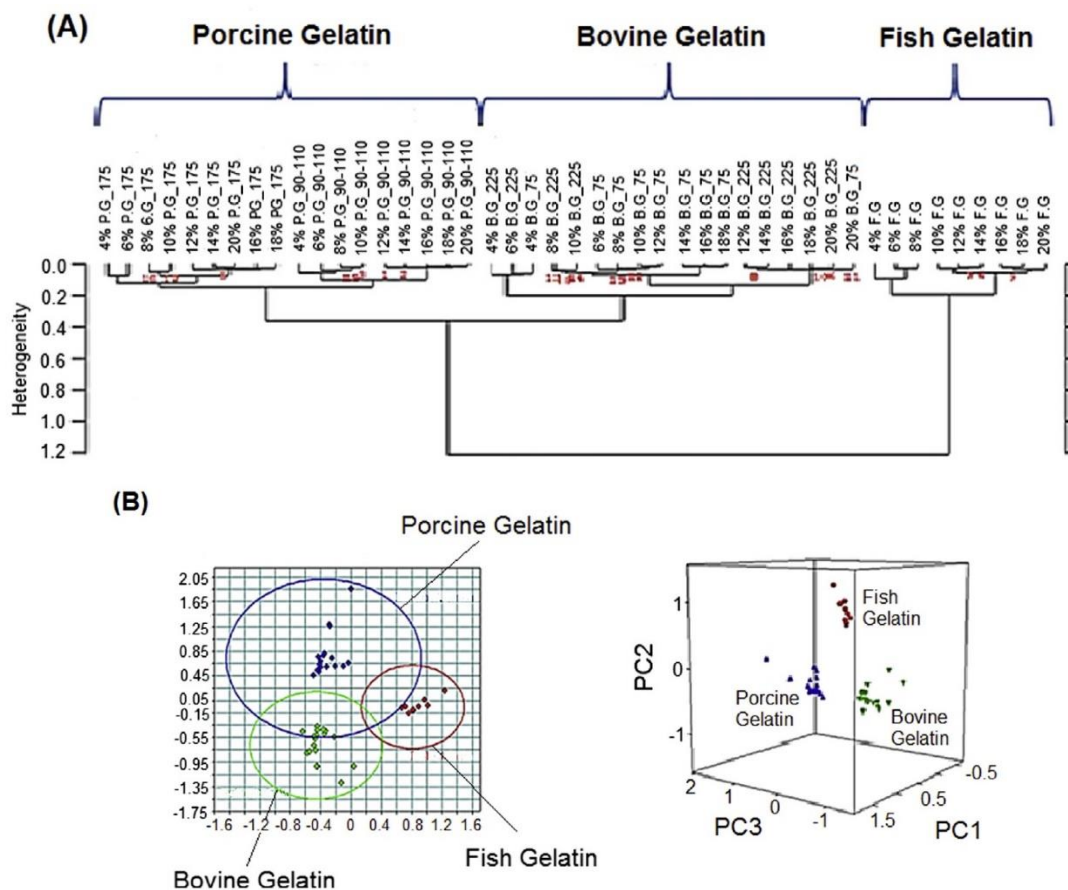 (A)
Porcine Gelatin
Bovine Gelatin
Fish Gelatin
4% P.G_175
6% P.G_175
8% 6.G_175
10% P.G_175
12% P.G_175
14% P.G_175
20% P.G_175
16% PG_175
18% PG_175
4% P.G_90-110
6% P.G_90-110
8% P.G_90-110
10% P.G_90-110
12% P.G_90-110
14% P.G_90-110
16% P.G_90-110
18% P.G_90-110
20% P.G_90-110
4% B.G_225
6% B.G_225
4% B.G_75
8% B.G_225
10% B.G_225
6% B.G_75
8% B.G_75
10% B.G_75
12% B.G_75
14% B.G_75
16% B.G_75
18% B.G_75
12% B.G_225
14% B.G_225
16% B.G_225
18% B.G_225
20% B.G_225
20% B.G_75
4% F.G
6% F.G
8% F.G
10% F.G
12% F.G
14% F.G
16% F.G
18% F.G
20% F.G
Heterogeneity
0.0
0.2
0.4
0.6
0.8
1.0
1.2
(B)
Porcine Gelatin
2.05
1.65
1.25
0.85
0.45
0.05
-0.15
-0.55
-0.95
-1.35
-1.75
-1.6 -1.2 -0.8 -0.4 0 0.4 0.8 1.2 1.6
Bovine Gelatin
Fish Gelatin
PC2
1
0
-1
Fish
Gelatin
Porcine
Gelatin
Bovine
Gelatin
2 1 0 -1
PC3
1.5 0.5 -0.5
PC1